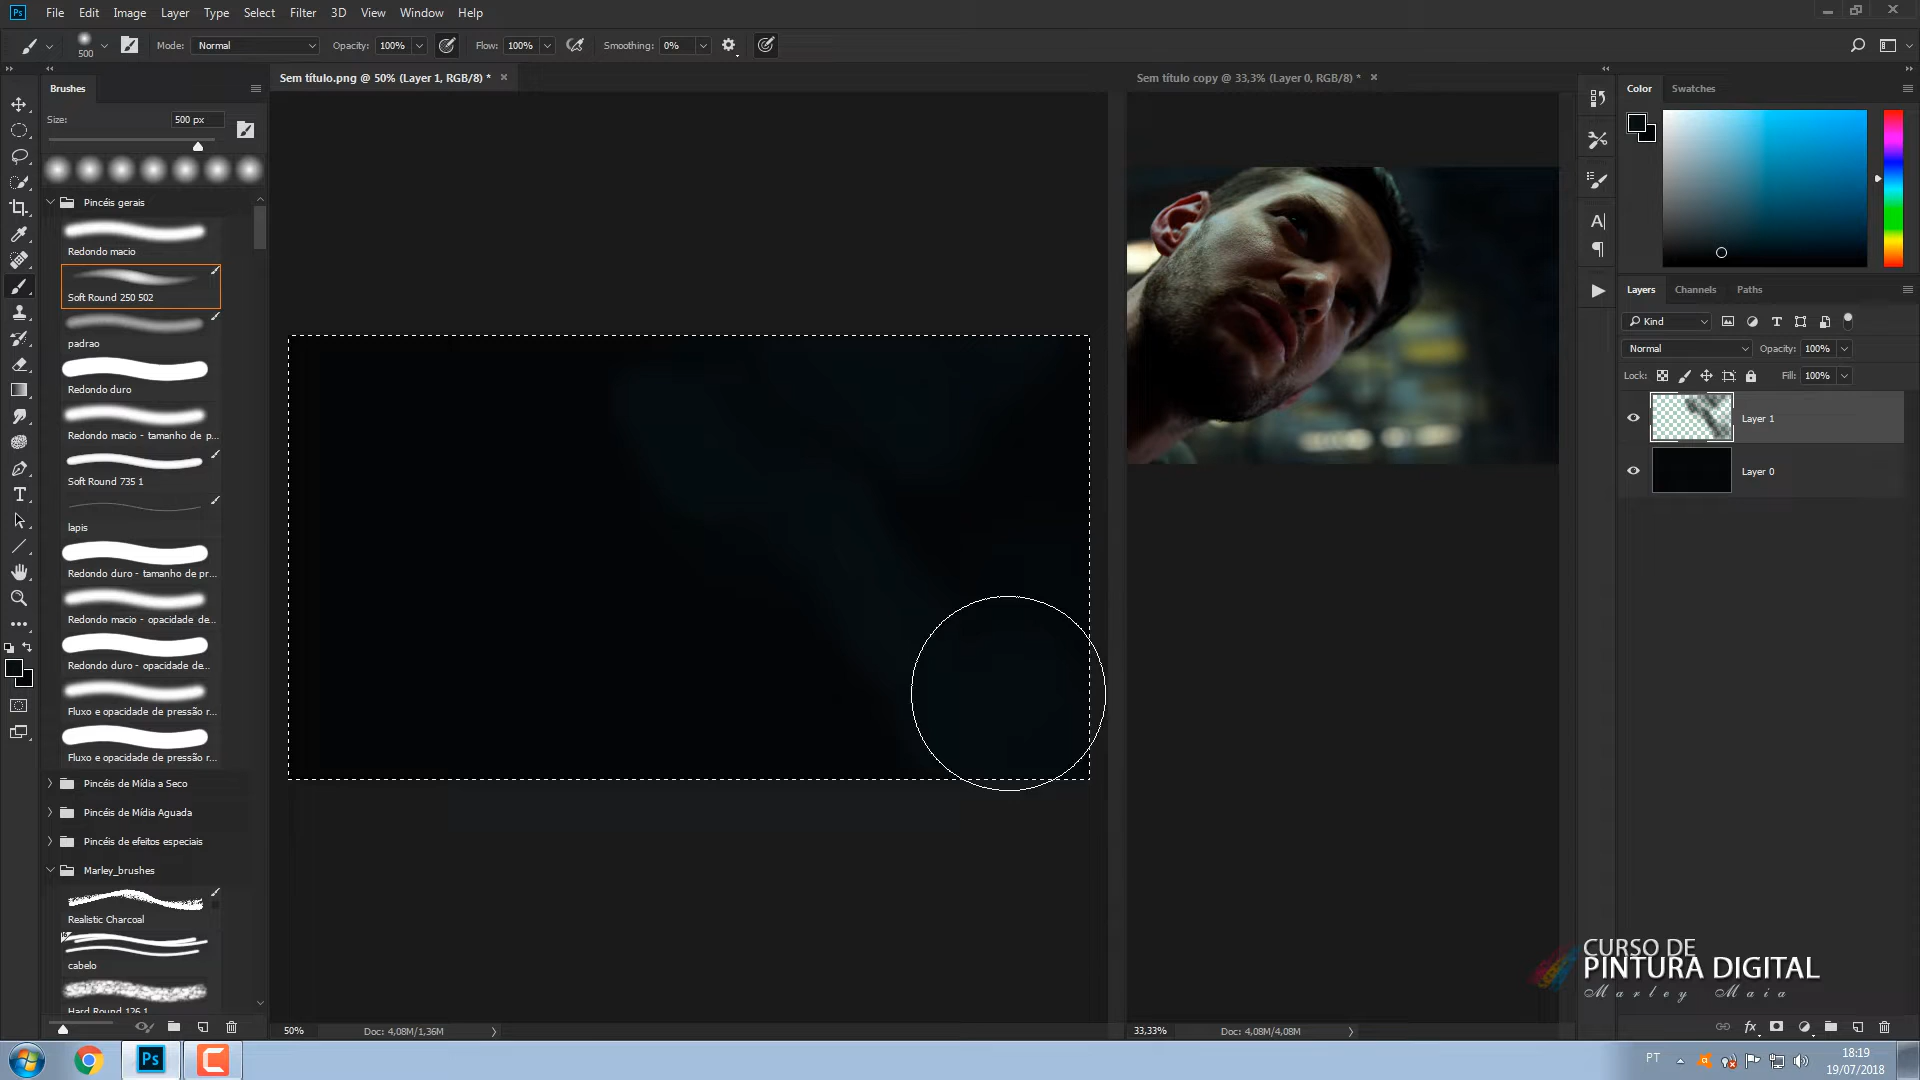 Ps File Edit Image Layer Type Select Filter 3D View Window Help
500 Mode: Normal Opacity: 100% Flow: 100% Smoothing: 0%
Sem título.png @ 50% (Layer 1, RGB/8) * ×
Sem título copy @ 33,3% (Layer 0, RGB/8) * ×
Brushes
Size: 500 px
Pincéis gerais
Redondo macio
Soft Round 250 502
padrao
Redondo duro
Redondo macio - tamanho de p...
Soft Round 735 1
lapis
Redondo duro - tamanho de pr...
Redondo macio - opacidade de...
Redondo duro - opacidade de...
Fluxo e opacidade de pressão r...
Fluxo e opacidade de pressão r...
Pincéis de Mídia a Seco
Pincéis de Mídia Aguada
Pincéis de efeitos especiais
Marley_brushes
Realistic Charcoal
cabelo
Hard Round 126 1
50% Doc: 4,08M/1,36M
33,33% Doc: 4,08M/4,08M
Color Swatches
Layers Channels Paths
Kind
Normal Opacity: 100%
Lock: Fill: 100%
Layer 1
Layer 0
CURSO DE
PINTURA DIGITAL
Marley Maia
PT
18:19
19/07/2018